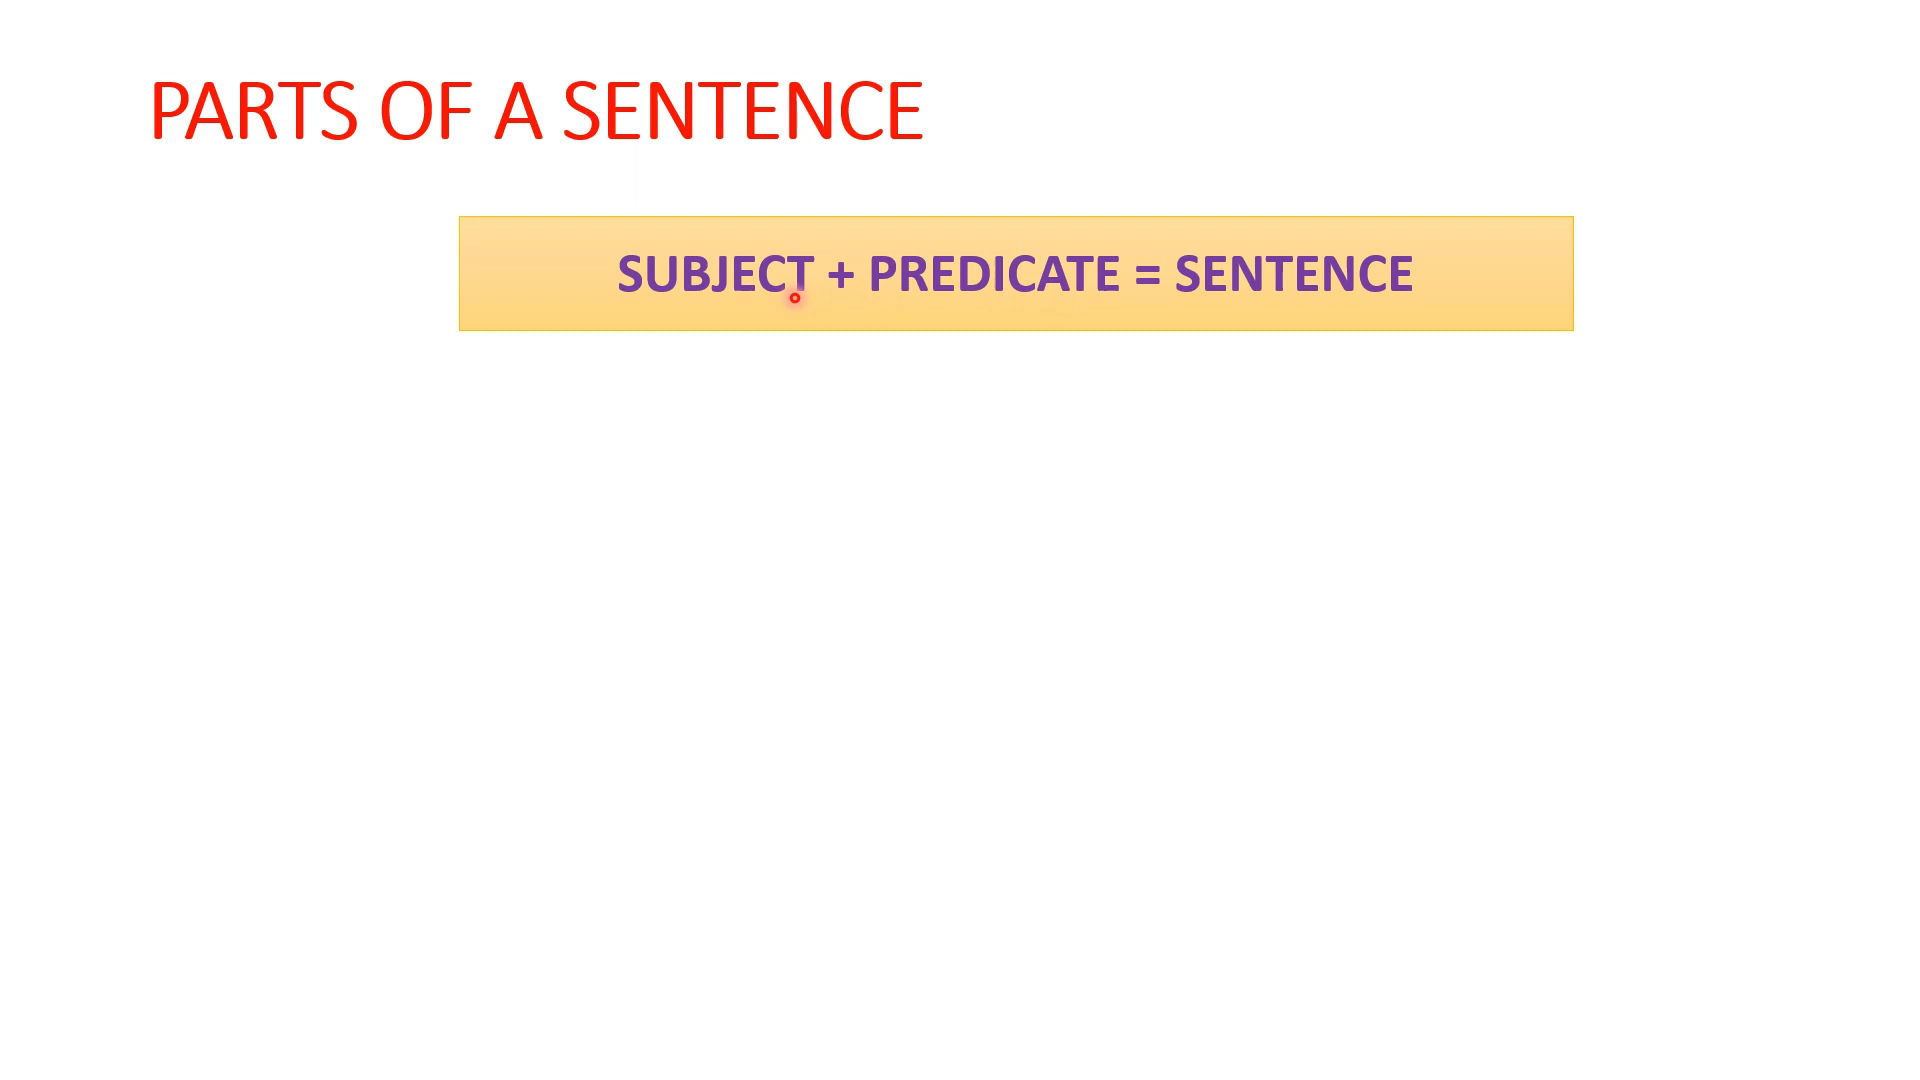 PARTS OF A SENTENCE
SUBJECT + PREDICATE = SENTENCE